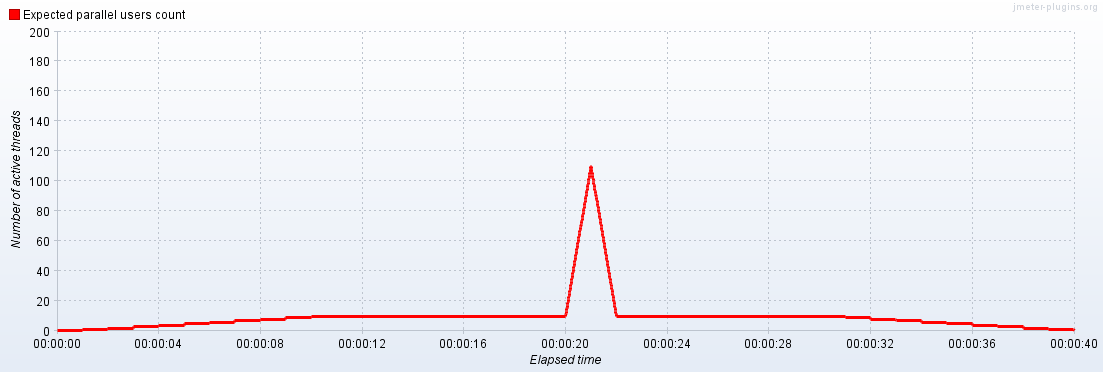 jmeter-plugins.org
Expected parallel users count
200
180
160
140
120
100
80
60
40
20
0
Number of active threads
00:00:00 00:00:04 00:00:08 00:00:12 00:00:16 00:00:20 00:00:24 00:00:28 00:00:32 00:00:36 00:00:40
Elapsed time